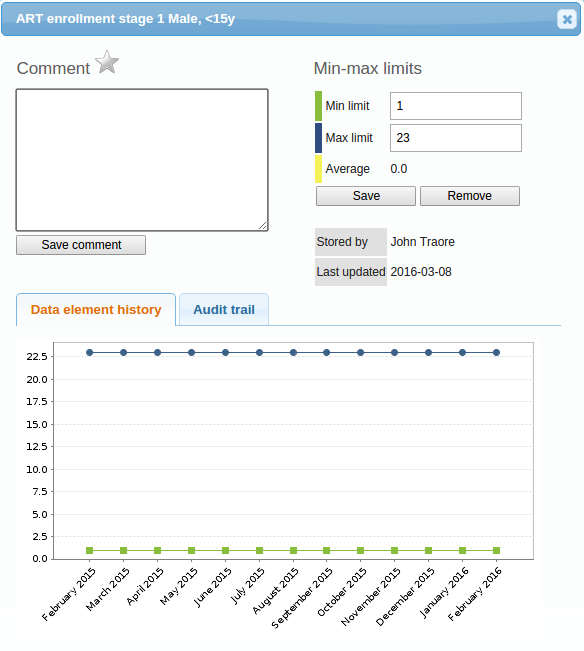 ART enrollment stage 1 Male, <15y
Comment
Save comment
Min-max limits
Min limit 1
Max limit 23
Average 0.0
Save Remove
Stored by John Traore
Last updated 2016-03-08
Data element history Audit trail
22.5
20.0
17.5
15.0
12.5
10.0
7.5
5.0
2.5
0.0
February 2015
March 2015
April 2015
May 2015
June 2015
July 2015
August 2015
September 2015
October 2015
November 2015
December 2015
January 2016
February 2016